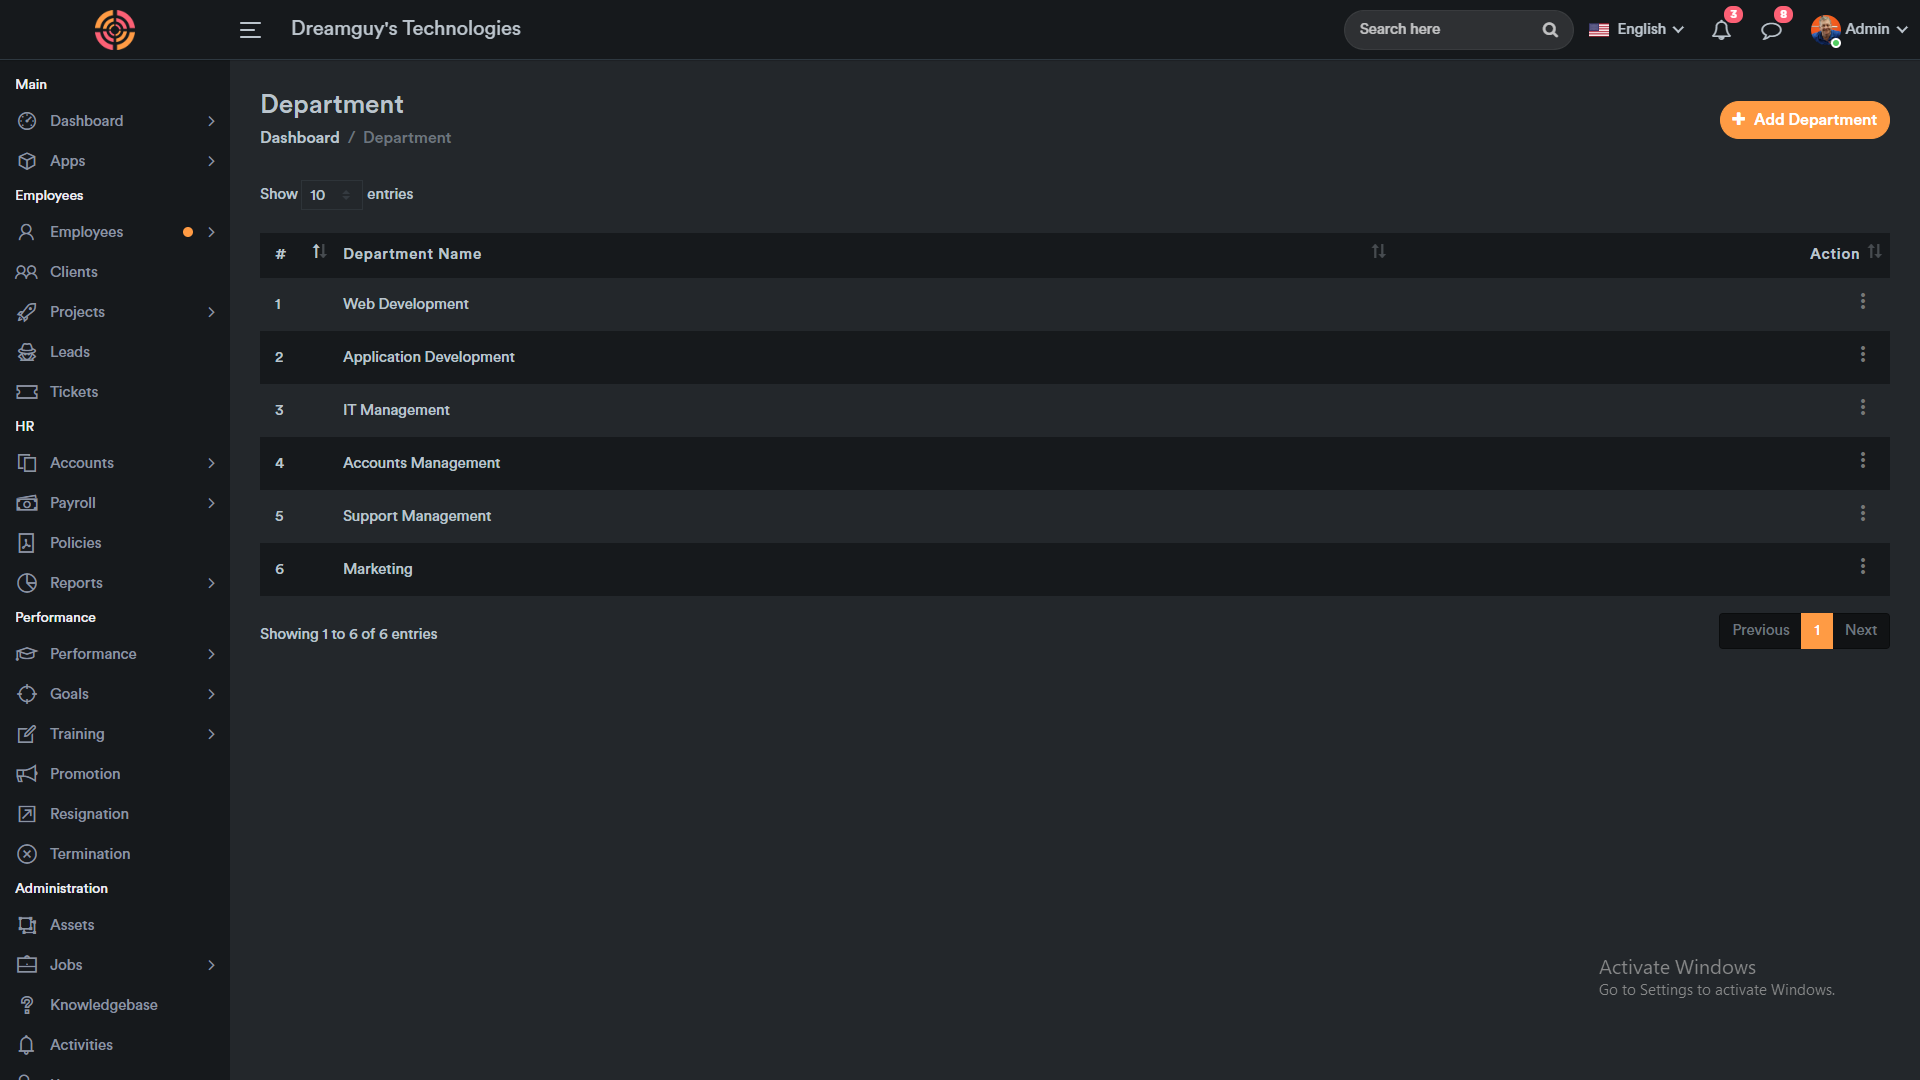 Dreamguy's Technologies
Search here
English
3
8
Admin
Main
Dashboard
Apps
Employees
Employees
Clients
Projects
Leads
Tickets
HR
Accounts
Payroll
Policies
Reports
Performance
Performance
Goals
Training
Promotion
Resignation
Termination
Administration
Assets
Jobs
Knowledgebase
Activities
Department
Dashboard / Department
Add Department
Show 10 entries
# Department Name Action
1 Web Development
2 Application Development
3 IT Management
4 Accounts Management
5 Support Management
6 Marketing
Showing 1 to 6 of 6 entries
Previous 1 Next
Activate Windows
Go to Settings to activate Windows.